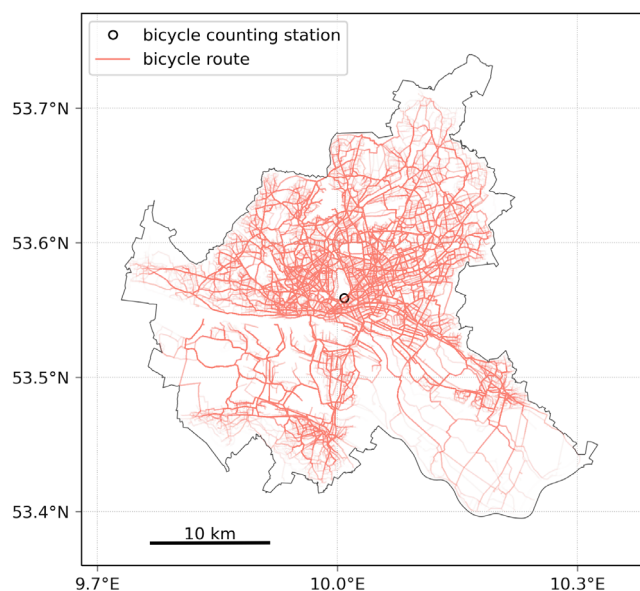 bicycle counting station
bicycle route
53.7°N
53.6°N
53.5°N
53.4°N
10 km
9.7°E
10.0°E
10.3°E